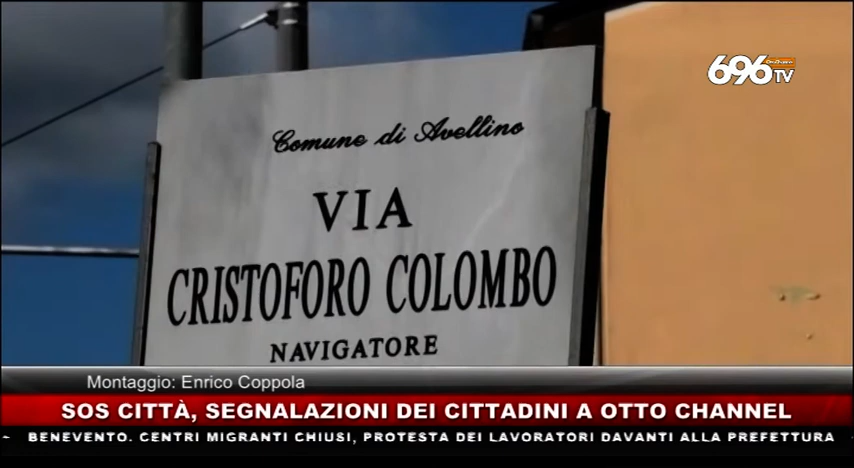 696 TV
Comune di Avellino
VIA
CRISTOFORO COLOMBO
NAVIGATORE
Montaggio: Enrico Coppola
SOS CITTÀ, SEGNALAZIONI DEI CITTADINI A OTTO CHANNEL
~ BENEVENTO. CENTRI MIGRANTI CHIUSI, PROTESTA DEI LAVORATORI DAVANTI ALLA PREFETTURA ~